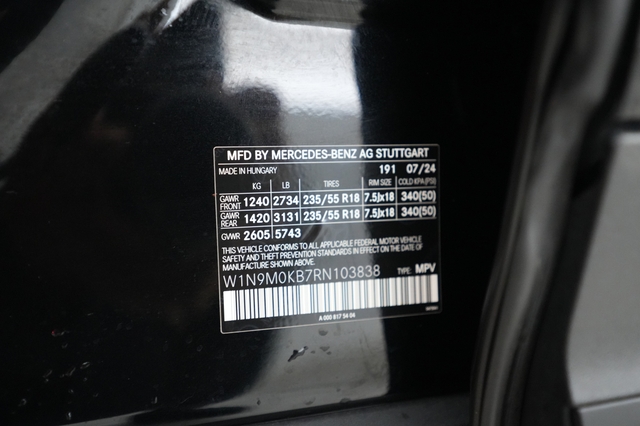 MFD BY MERCEDES-BENZ AG STUTTGART
MADE IN HUNGARY 191 07/24
KG LB TIRES RIM SIZE COLD KPA (PSI)
GAWR FRONT 1240 2734 235/55 R18 7.5Jx18 340(50)
GAWR REAR 1420 3131 235/55 R18 7.5Jx18 340(50)
GVWR 2605 5743
THIS VEHICLE CONFORMS TO ALL APPLICABLE FEDERAL MOTOR VEHICLE
SAFETY AND THEFT PREVENTION STANDARDS IN EFFECT ON THE DATE OF
MANUFACTURE SHOWN ABOVE.
W1N9M0KB7RN103838 TYPE: MPV
A 000 817 54 04